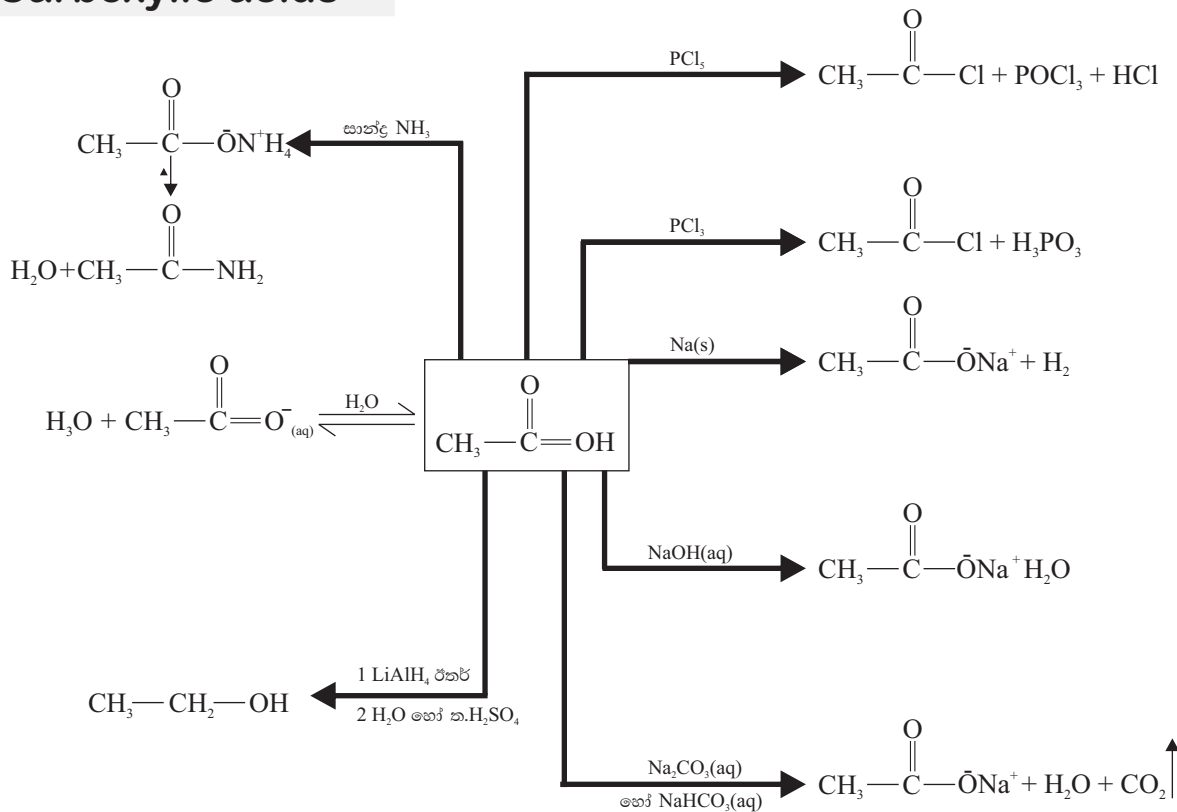 O
PCl₅
CH₃ — C — Cl + POCl₃ + HCl
O
සාන්ද්‍ර NH₃
CH₃ — C — ŌN⁺H₄
Δ
O
H₂O + CH₃ — C — NH₂
O
PCl₃
CH₃ — C — Cl + H₃PO₃
O
Na(s)
CH₃ — C — ŌNa⁺ + H₂
O
H₂O
H₃O + CH₃ — C = O⁻(aq)
O
CH₃ — C = OH
O
NaOH(aq)
CH₃ — C — ŌNa⁺ H₂O
1 LiAlH₄ ඊතර්
CH₃ — CH₂ — OH
2 H₂O හෝ ත.H₂SO₄
O
Na₂CO₃(aq)
CH₃ — C — ŌNa⁺ + H₂O + CO₂
හෝ NaHCO₃(aq)